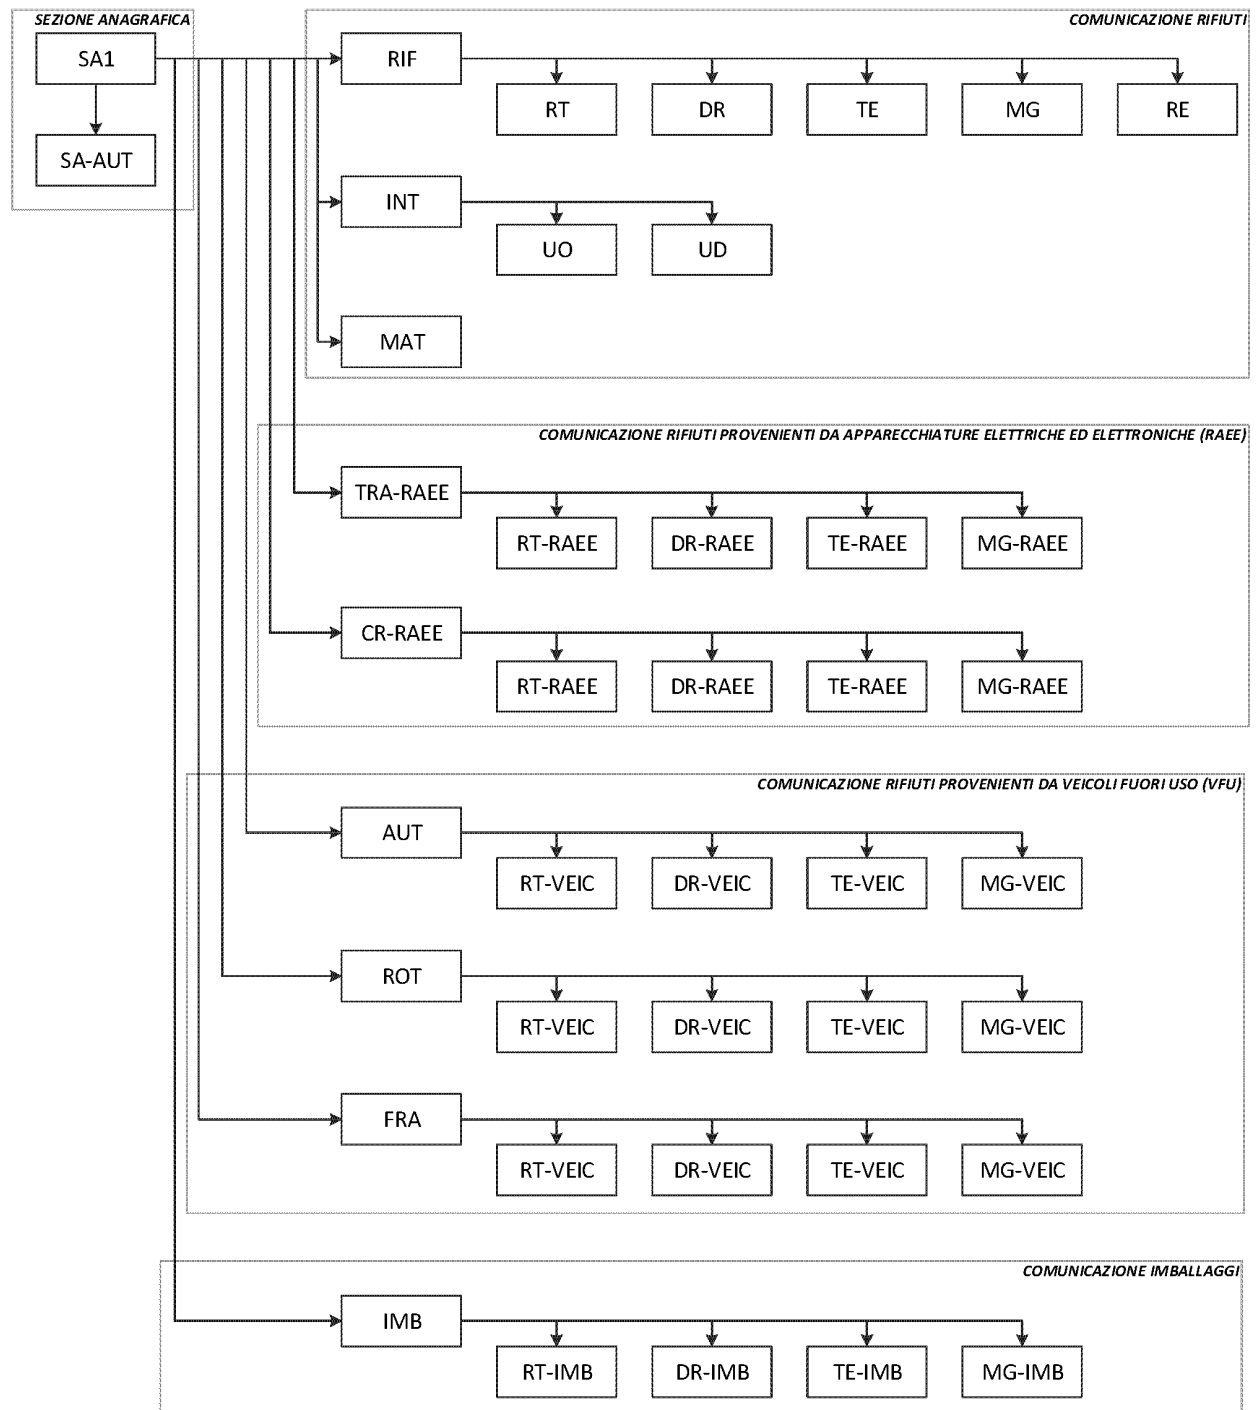 SEZIONE ANAGRAFICA
SA1
SA-AUT
COMUNICAZIONE RIFIUTI
RIF
RT DR TE MG RE
INT
UO UD
MAT
COMUNICAZIONE RIFIUTI PROVENIENTI DA APPARECCHIATURE ELETTRICHE ED ELETTRONICHE (RAEE)
TRA-RAEE
RT-RAEE DR-RAEE TE-RAEE MG-RAEE
CR-RAEE
RT-RAEE DR-RAEE TE-RAEE MG-RAEE
COMUNICAZIONE RIFIUTI PROVENIENTI DA VEICOLI FUORI USO (VFU)
AUT
RT-VEIC DR-VEIC TE-VEIC MG-VEIC
ROT
RT-VEIC DR-VEIC TE-VEIC MG-VEIC
FRA
RT-VEIC DR-VEIC TE-VEIC MG-VEIC
COMUNICAZIONE IMBALLAGGI
IMB
RT-IMB DR-IMB TE-IMB MG-IMB